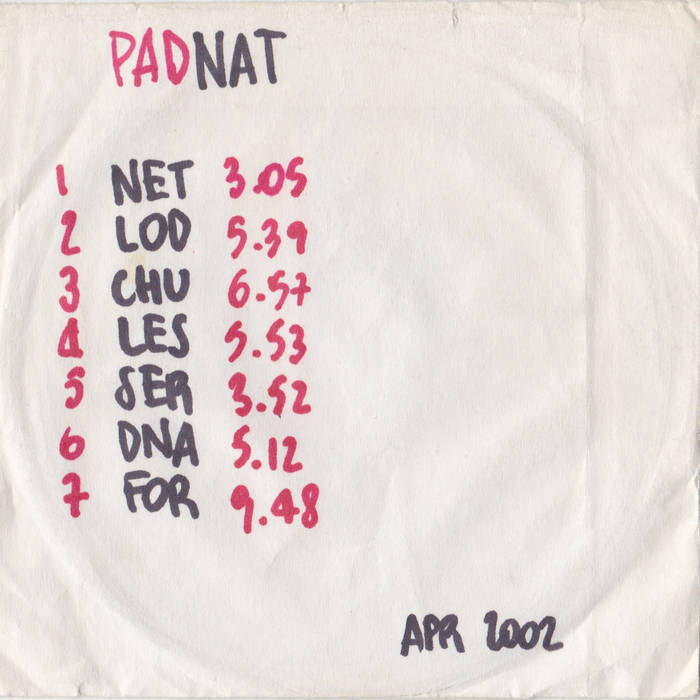 PADNAT
1 NET 3.05
2 LOD 5.39
3 CHU 6.57
4 LES 5.53
5 SER 3.52
6 DNA 5.12
7 FOR 9.48
APR 2002